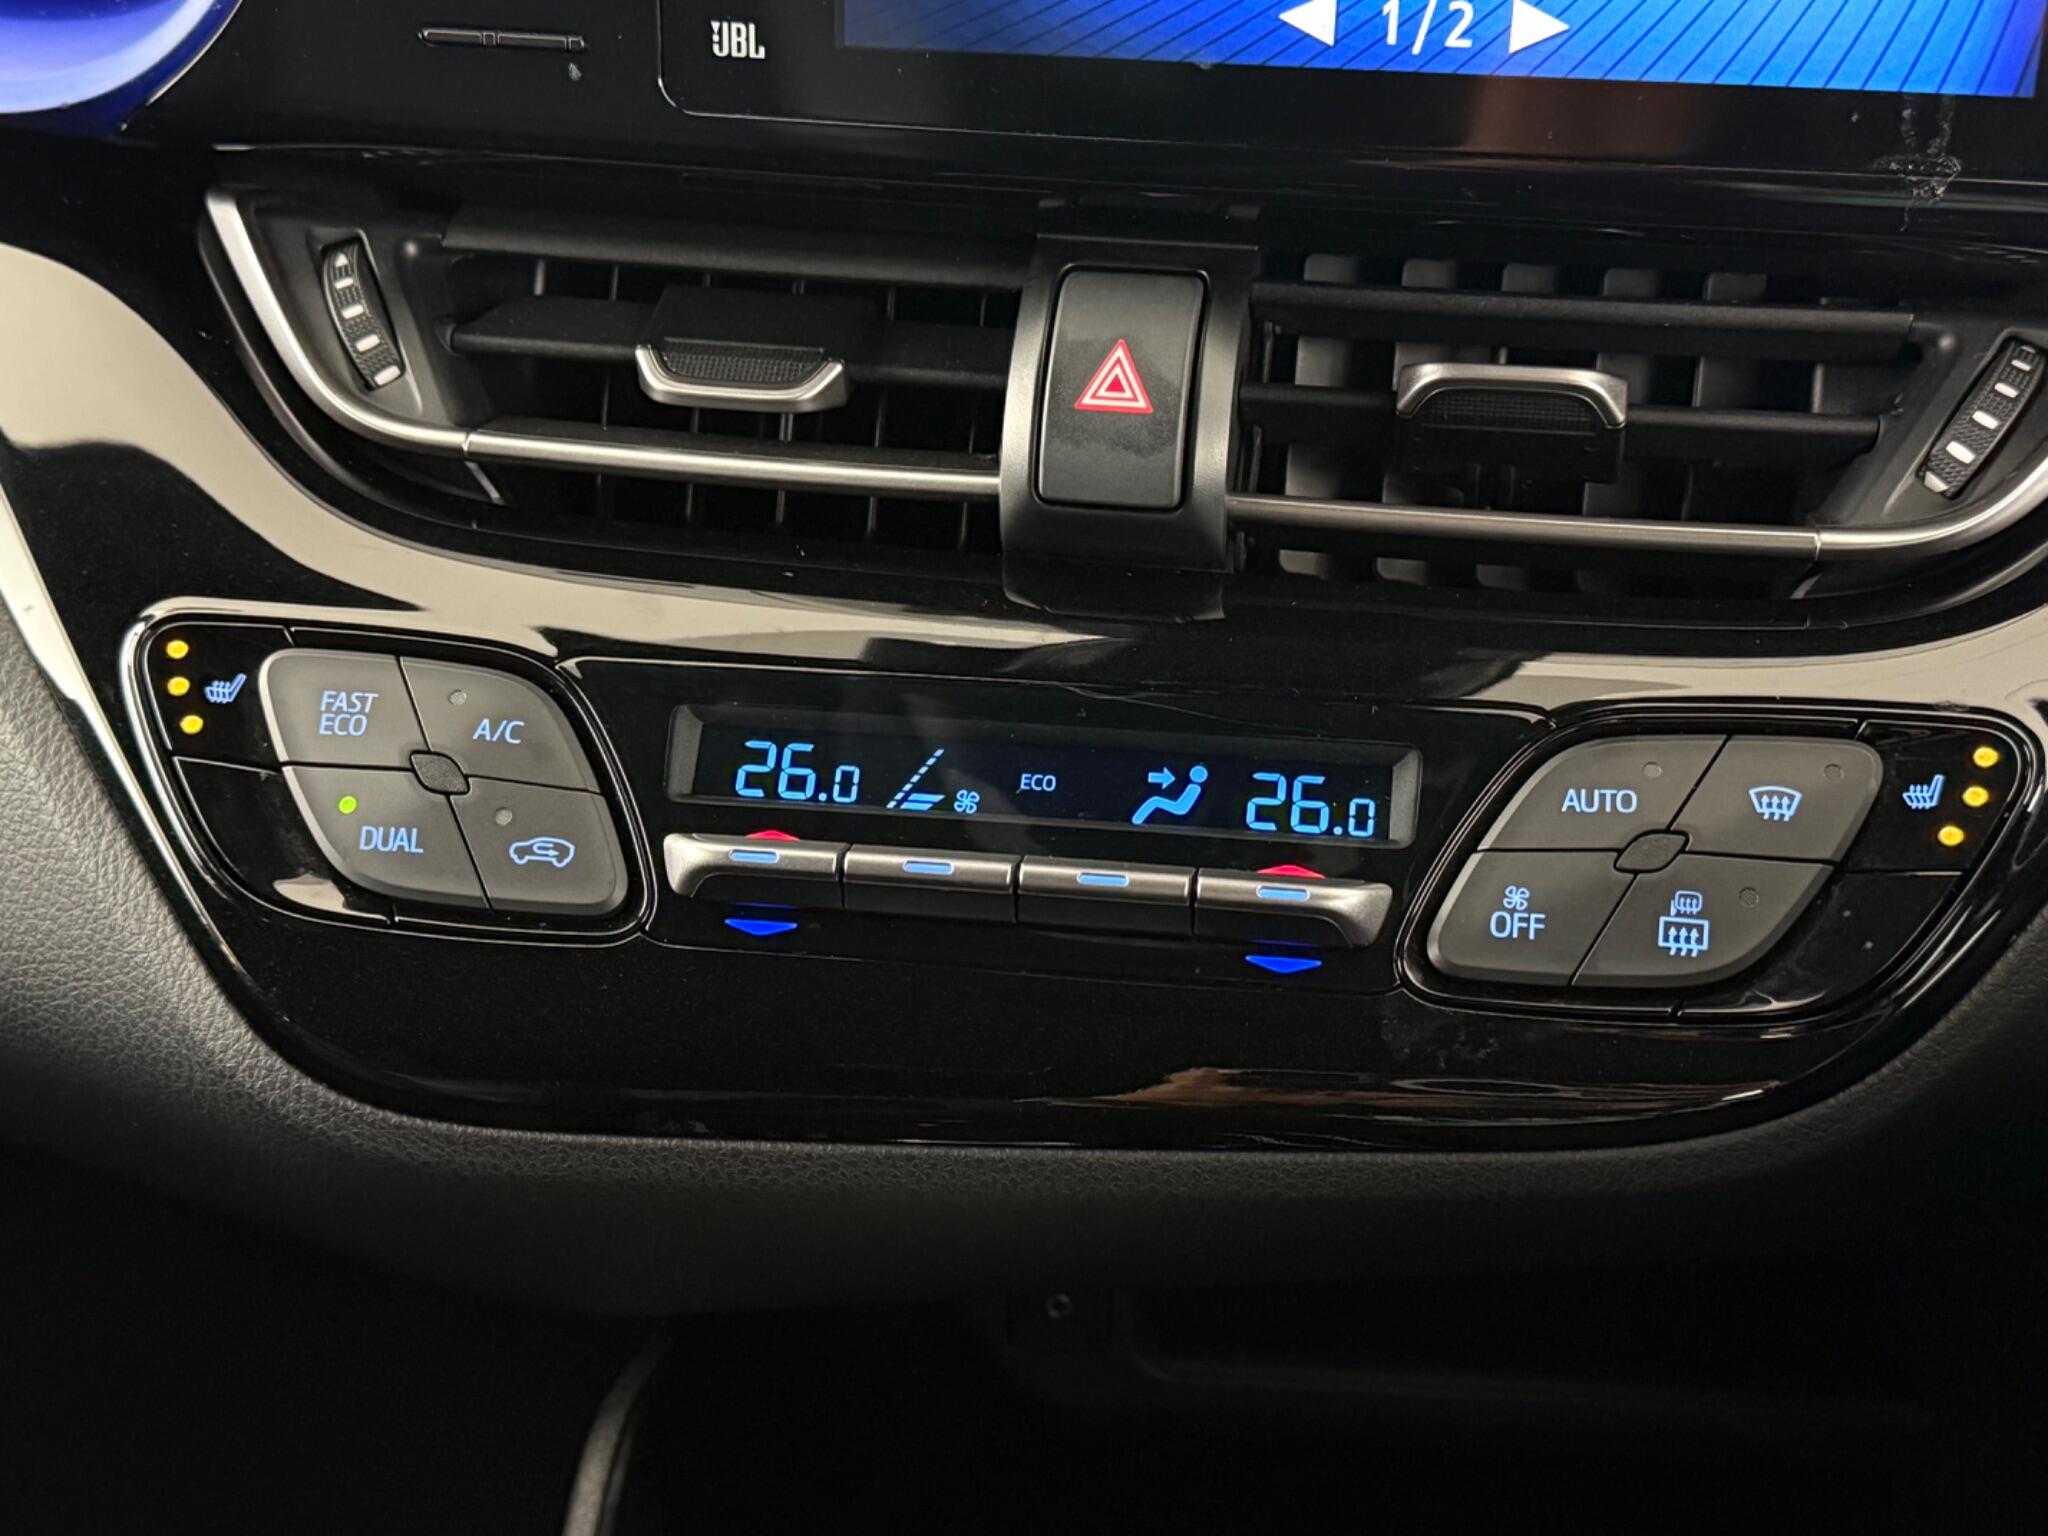 JBL
1/2
FAST
ECO
A/C
DUAL
26.0
ECO
26.0
AUTO
OFF